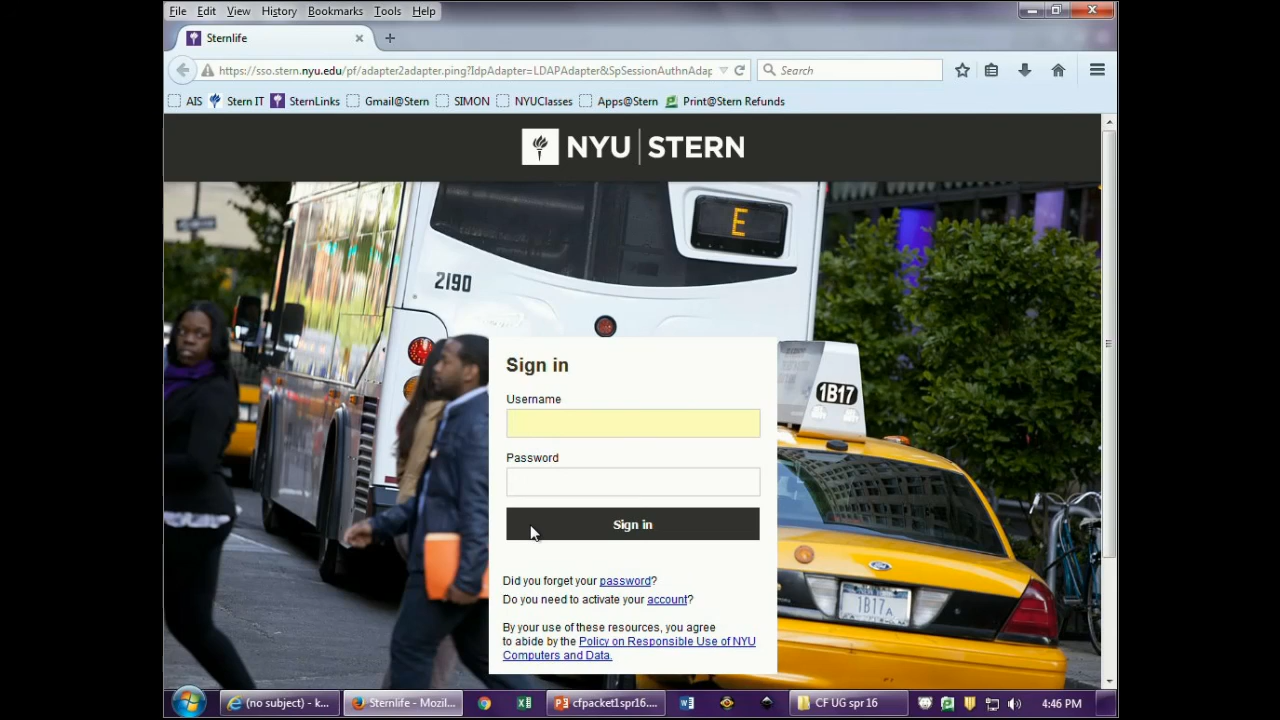 File Edit View History Bookmarks Tools Help
Sternlife
https://sso.stern.nyu.edu/pf/adapter2adapter.ping?IdpAdapter=LDAPAdapter&SpSessionAuthnAdap
Search
AIS Stern IT SternLinks Gmail@Stern SIMON NYUClasses Apps@Stern Print@Stern Refunds
NYU STERN
E
2190
1B17
Sign in
Username
Password
Sign in
Did you forget your password?
Do you need to activate your account?
By your use of these resources, you agree
to abide by the Policy on Responsible Use of NYU
Computers and Data.
1B17A
(no subject) - k... Sternlife - Mozil... cfpacket1spr16.... CF UG spr 16 4:46 PM